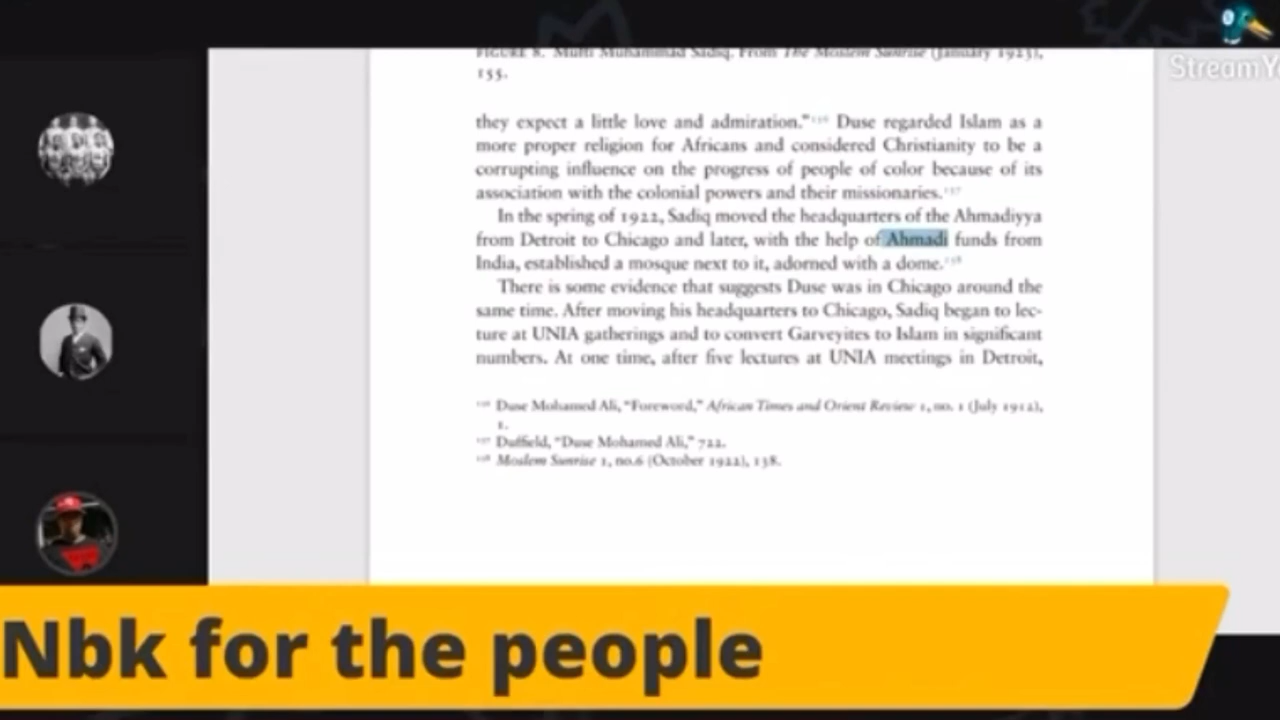 FIGURE 8. Mufti Muhammad Sadiq. From The Moslem Sunrise (January 1923),
155.
StreamY
they expect a little love and admiration."¹³⁶ Duse regarded Islam as a
more proper religion for Africans and considered Christianity to be a
corrupting influence on the progress of people of color because of its
association with the colonial powers and their missionaries.¹³⁷
In the spring of 1922, Sadiq moved the headquarters of the Ahmadiyya
from Detroit to Chicago and later, with the help of Ahmadi funds from
India, established a mosque next to it, adorned with a dome.¹³⁸
There is some evidence that suggests Duse was in Chicago around the
same time. After moving his headquarters to Chicago, Sadiq began to lec-
ture at UNIA gatherings and to convert Garveyites to Islam in significant
numbers. At one time, after five lectures at UNIA meetings in Detroit,
¹³⁶ Duse Mohamed Ali, "Foreword," African Times and Orient Review 1, no. 1 (July 1912),
1.
¹³⁷ Duffield, "Duse Mohamed Ali," 722.
¹³⁸ Moslem Sunrise 1, no.6 (October 1922), 138.
Nbk for the people